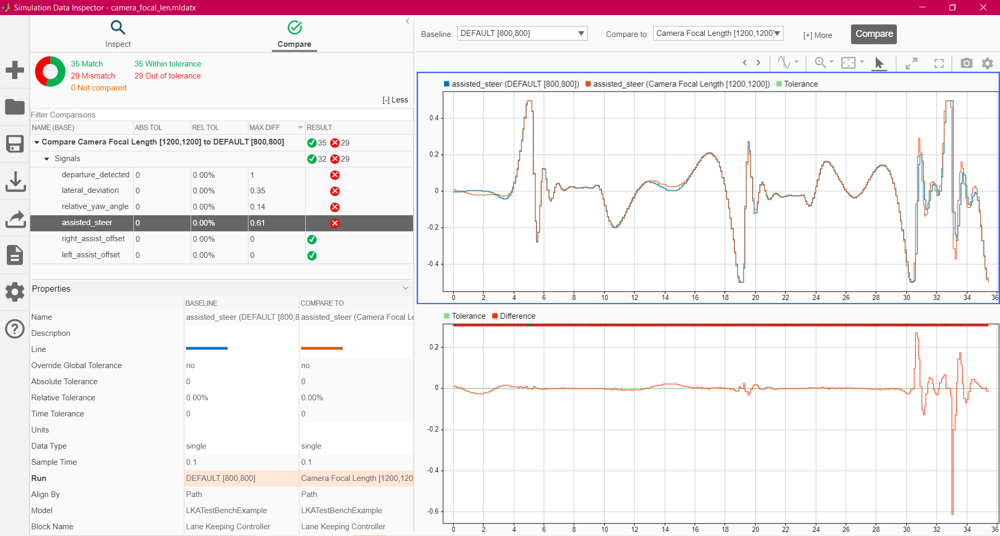 Simulation Data Inspector - camera_focal_len.mldatx
Inspect
Compare
35 Match 35 Within tolerance
29 Mismatch 29 Out of tolerance
0 Not compared
[-] Less
Filter Comparisons
NAME (BASE) ABS TOL REL TOL MAX DIFF RESULT
Compare Camera Focal Length [1200,1200] to DEFAULT [800,800] 35 29
Signals 32 29
departure_detected 0 0.00% 1
lateral_deviation 0 0.00% 0.35
relative_yaw_angle 0 0.00% 0.14
assisted_steer 0 0.00% 0.61
right_assist_offset 0 0.00% 0
left_assist_offset 0 0.00% 0
Properties
BASELINE COMPARE TO
Name assisted_steer (DEFAULT [800,8 assisted_steer (Camera Focal Le
Description
Line
Override Global Tolerance no no
Absolute Tolerance 0 0
Relative Tolerance 0.00% 0.00%
Time Tolerance 0 0
Units
Data Type single single
Sample Time 0.1 0.1
Run DEFAULT [800,800] Camera Focal Length [1200,120
Align By Path Path
Model LKATestBenchExample LKATestBenchExample
Block Name Lane Keeping Controller Lane Keeping Controller
Baseline: DEFAULT [800,800] Compare to: Camera Focal Length [1200,1200] [+] More Compare
assisted_steer (DEFAULT [800,800]) assisted_steer (Camera Focal Length [1200,1200]) Tolerance
0.4
0.2
0
-0.2
-0.4
0 2 4 6 8 10 12 14 16 18 20 22 24 26 28 30 32 34 36
Tolerance Difference
0.2
0
-0.2
-0.4
-0.6
0 2 4 6 8 10 12 14 16 18 20 22 24 26 28 30 32 34 36